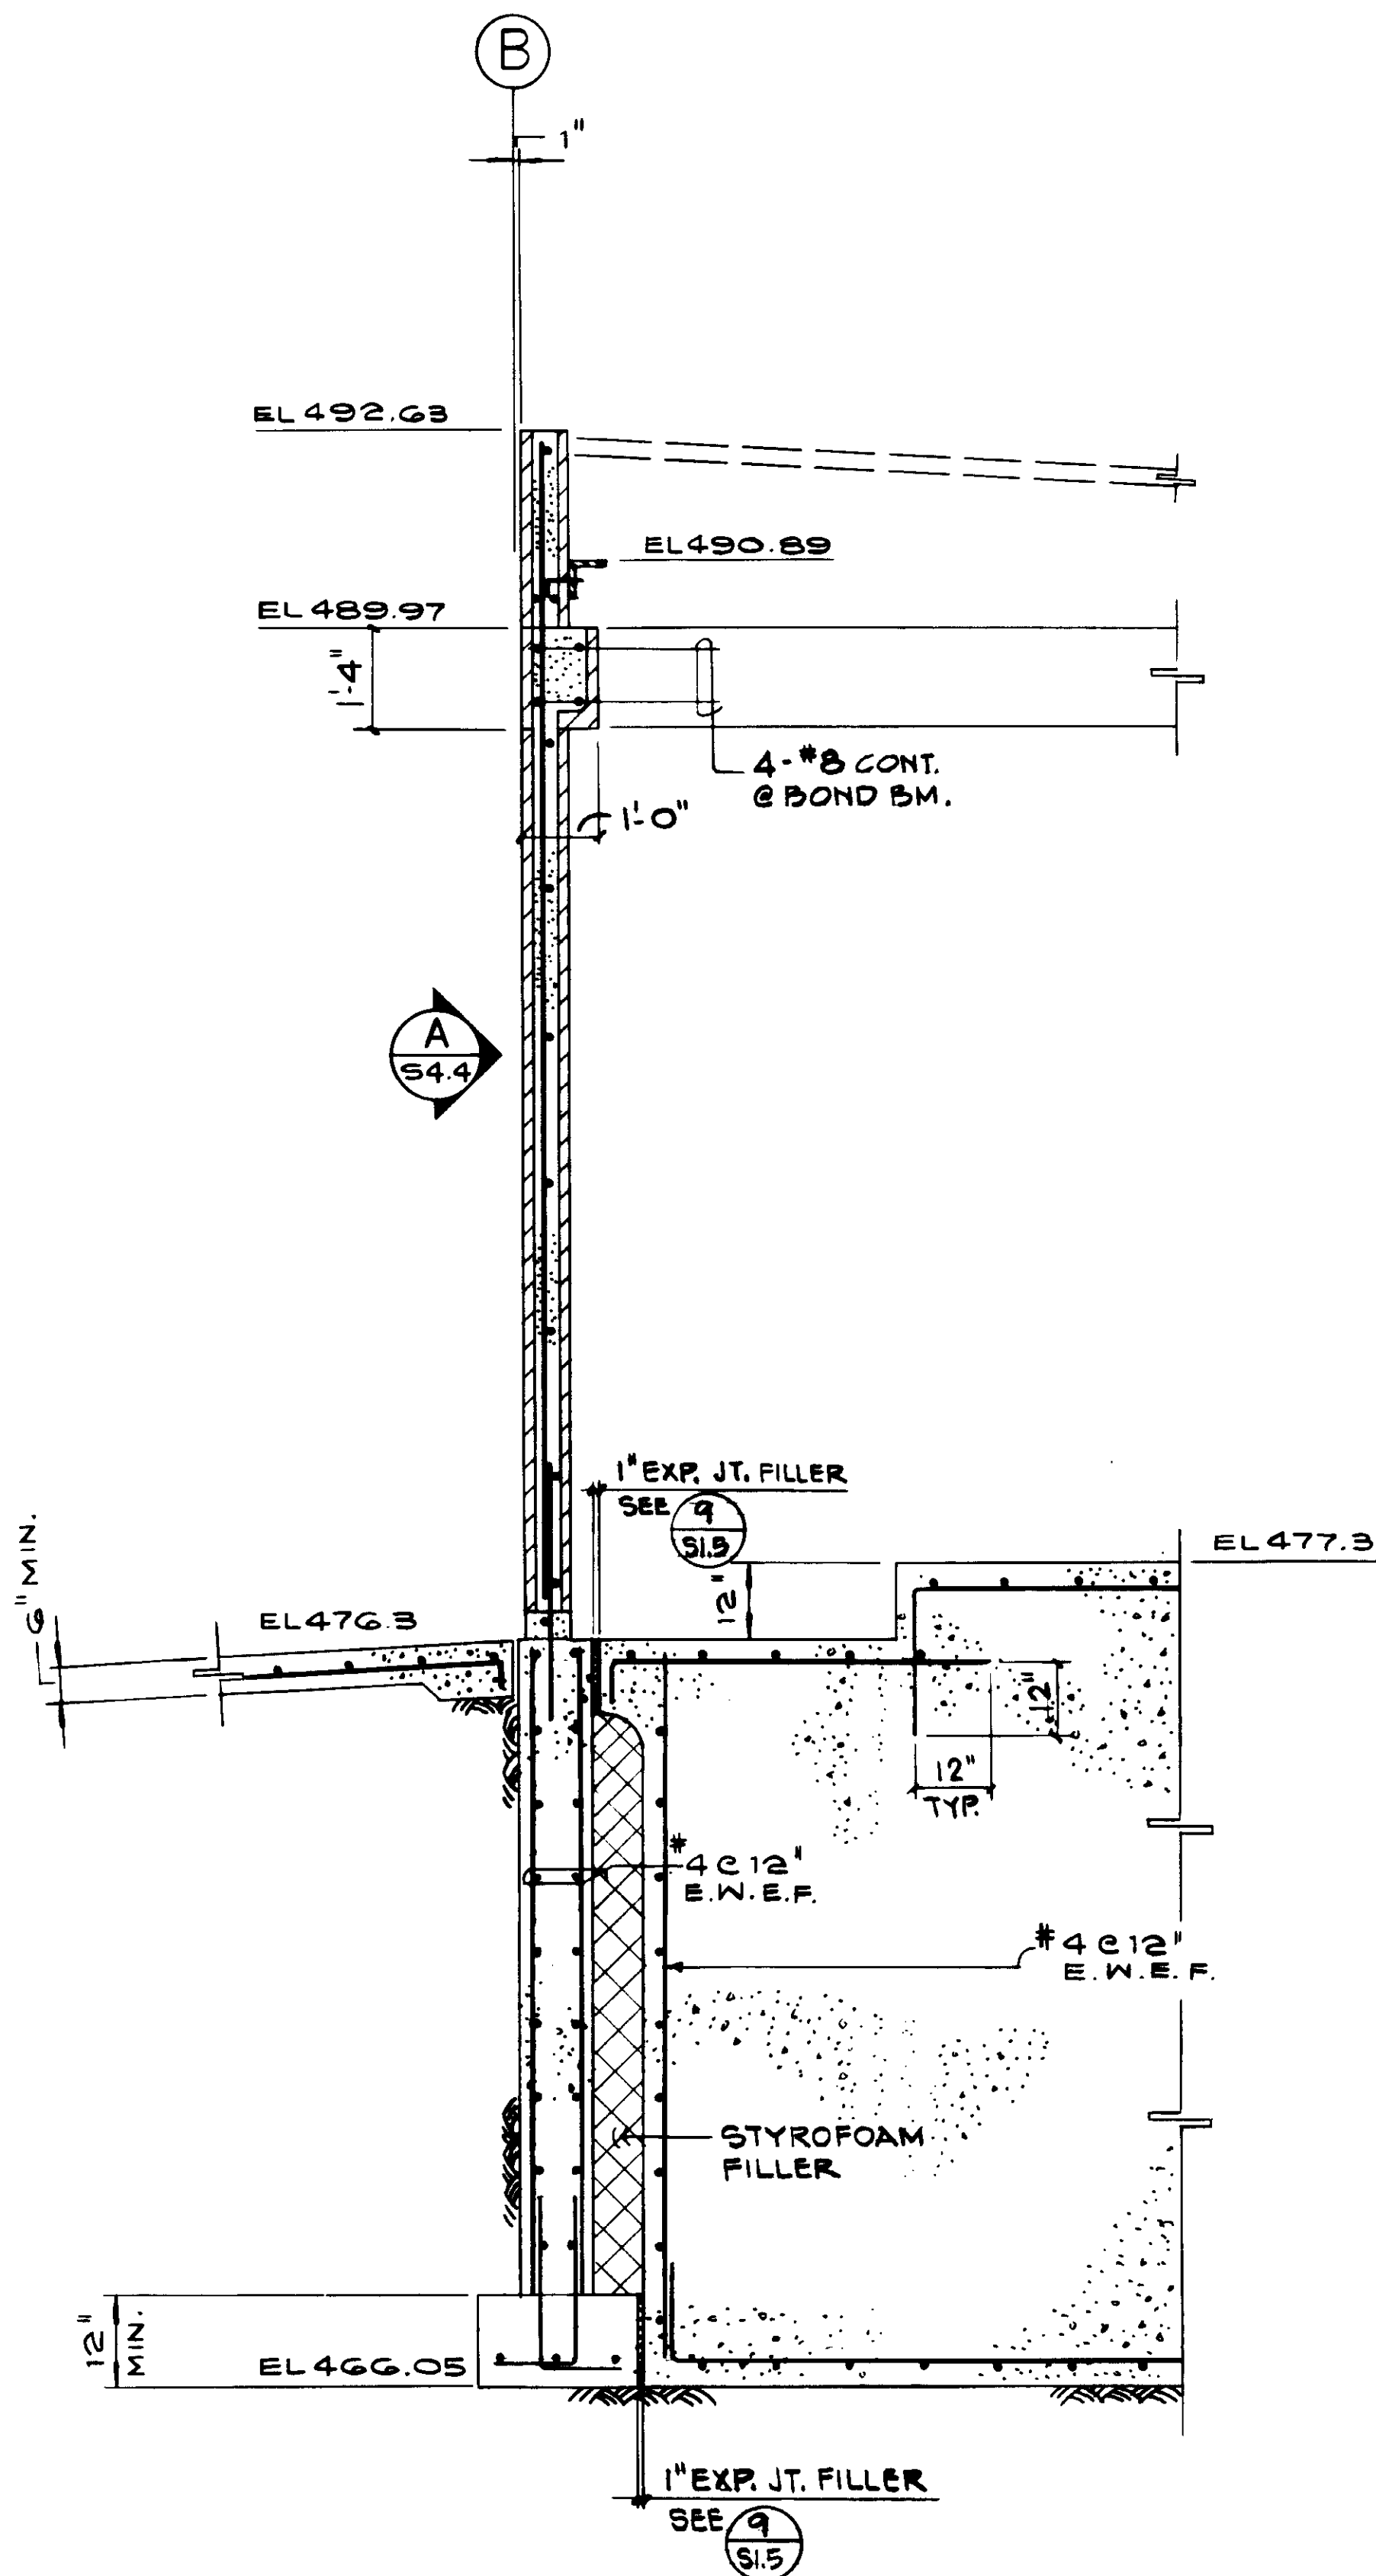 B
1"
EL 492.63
EL 490.89
EL 489.97
1'-4"
4-#8 CONT.
@ BOND BM.
1'-0"
A
S4.4
1" EXP. JT. FILLER
SEE 9
S1.5
EL 477.3
12"
6" MIN.
EL 476.3
12"
12"
TYP.
#4 @ 12"
E.W.E.F.
#4 @ 12"
E.W.E.F.
STYROFOAM
FILLER
12"
MIN.
EL 466.05
1" EXP. JT. FILLER
SEE 9
S1.5